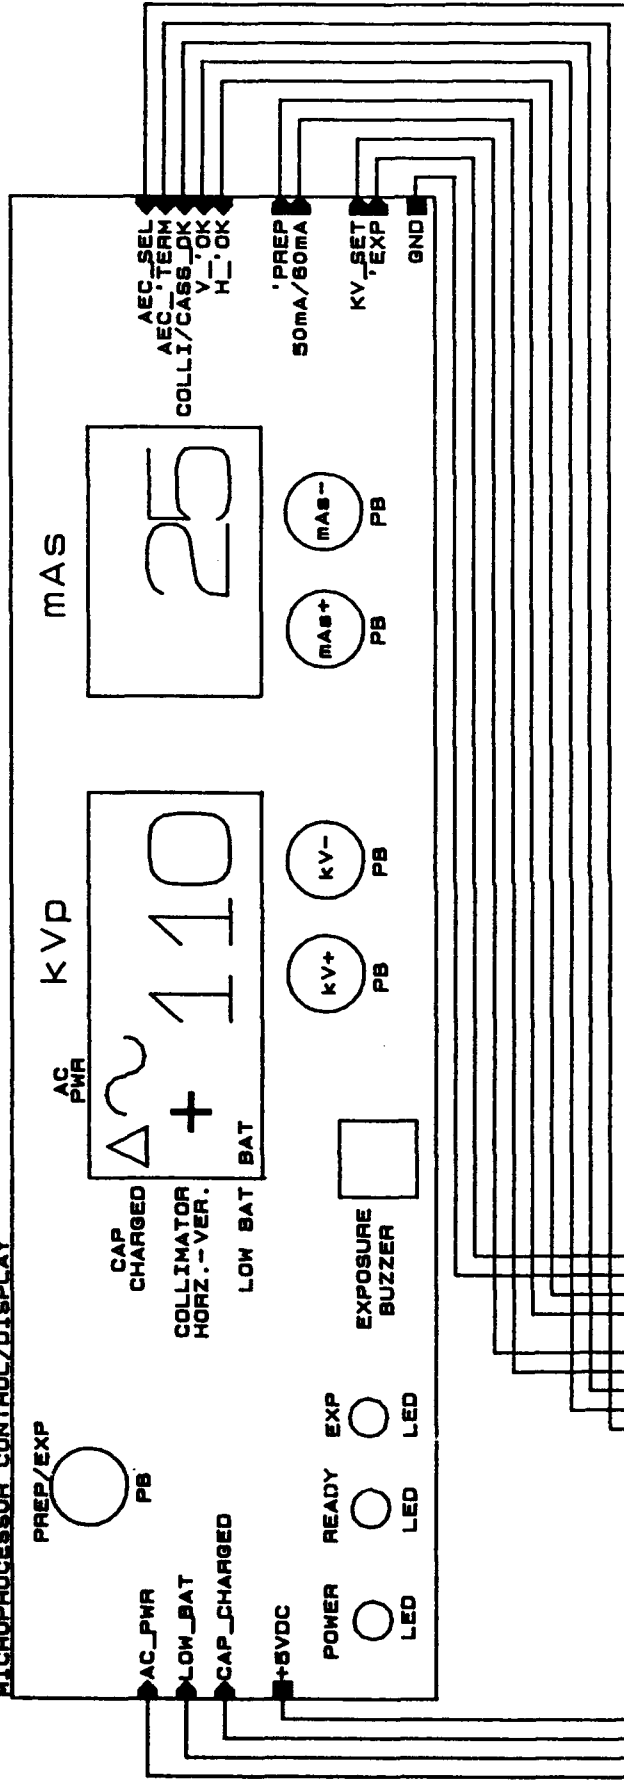 MICROPROCESSOR CONTROL/DISPLAY
PREP/EXP
PB
AC_PWR
LOW_BAT
CAP_CHARGED
+5VDC
POWER
LED
READY
LED
EXP
LED
CAP
CHARGED
COLLIMATOR
HORZ.-VER.
LOW BAT
BAT
EXPOSURE
BUZZER
AC
PWR
kVp
+ 110
kV+
PB
kV-
PB
mAs
25
mAs+
PB
mAs-
PB
AEC_SEL
AEC_'TERM
COLLI/CASS_OK
V_'OK
H_'OK
'PREP
50mA/60mA
KV_SET
'EXP
GND